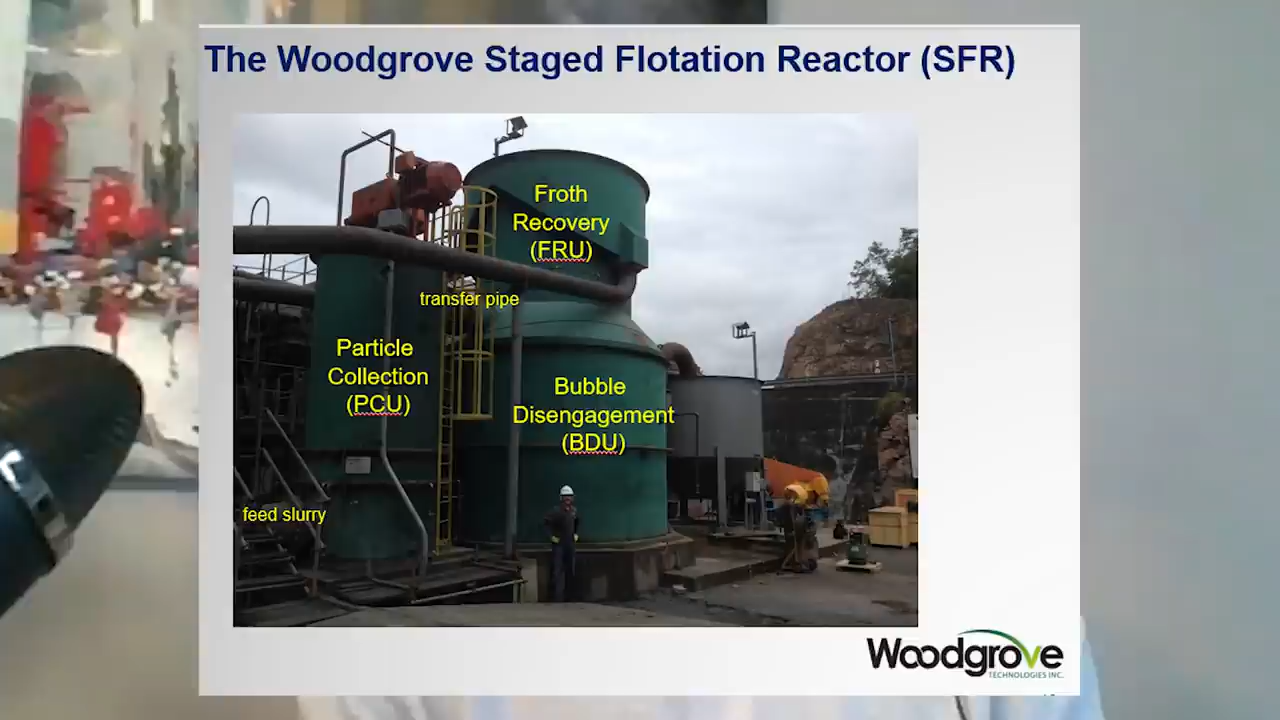 The Woodgrove Staged Flotation Reactor (SFR)
Froth
Recovery
(FRU)
transfer pipe
Particle
Collection
(PCU)
Bubble
Disengagement
(BDU)
feed slurry
Woodgrove
TECHNOLOGIES INC.